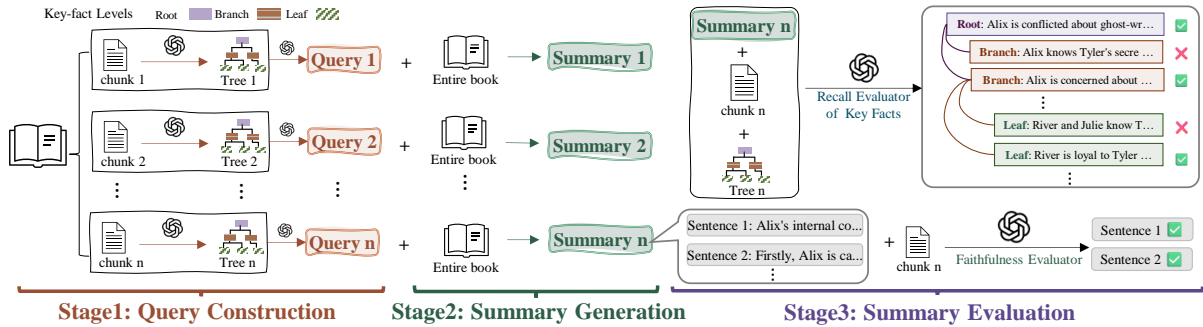 Key-fact Levels
Root Branch Leaf
chunk 1
Tree 1
Query 1
+
Entire book
Summary 1
chunk 2
Tree 2
Query 2
+
Entire book
Summary 2
chunk n
Tree n
Query n
+
Entire book
Summary n
Summary n
+
chunk n
+
Tree n
Recall Evaluator
of Key Facts
Root: Alix is conflicted about ghost-wr…
Branch: Alix knows Tyler's secre …
Branch: Alix is concerned about …
Leaf: River and Julie know T…
Leaf: River is loyal to Tyler …
Sentence 1: Alix's internal co...
Sentence 2: Firstly, Alix is ca...
+
chunk n
Faithfulness Evaluator
Sentence 1
Sentence 2
Stage1: Query Construction
Stage2: Summary Generation
Stage3: Summary Evaluation